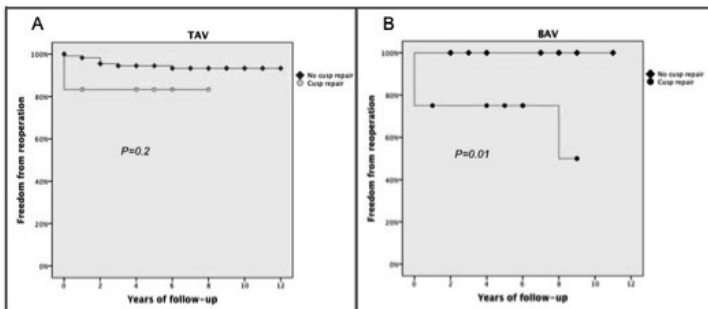 A
TAV
100%
80%
60%
40%
20%
0%
Freedom from reoperation
P=0.2
0 2 4 6 8 10 12
Years of follow-up
No cusp repair
Cusp repair
B
BAV
100%
80%
60%
40%
20%
0%
Freedom from reoperation
P=0.01
0 2 4 6 8 10 12
Years of follow-up
No cusp repair
Cusp repair